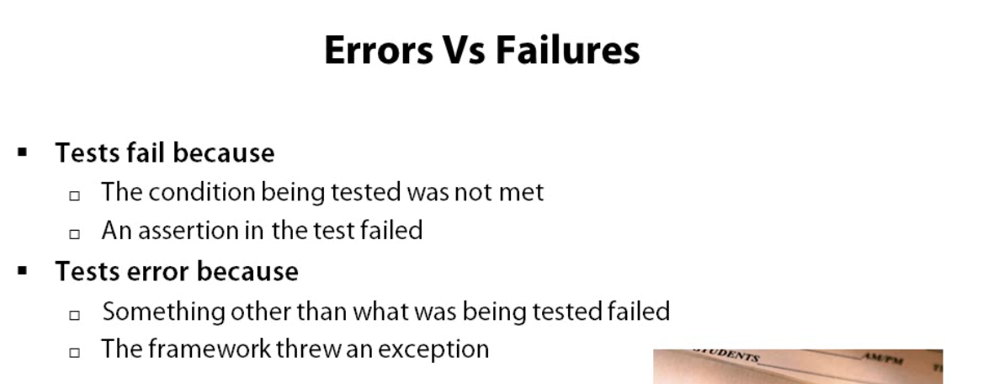 Errors Vs Failures
Tests fail because
The condition being tested was not met
An assertion in the test failed
Tests error because
Something other than what was being tested failed
The framework threw an exception
STUDENTS
AM/PM